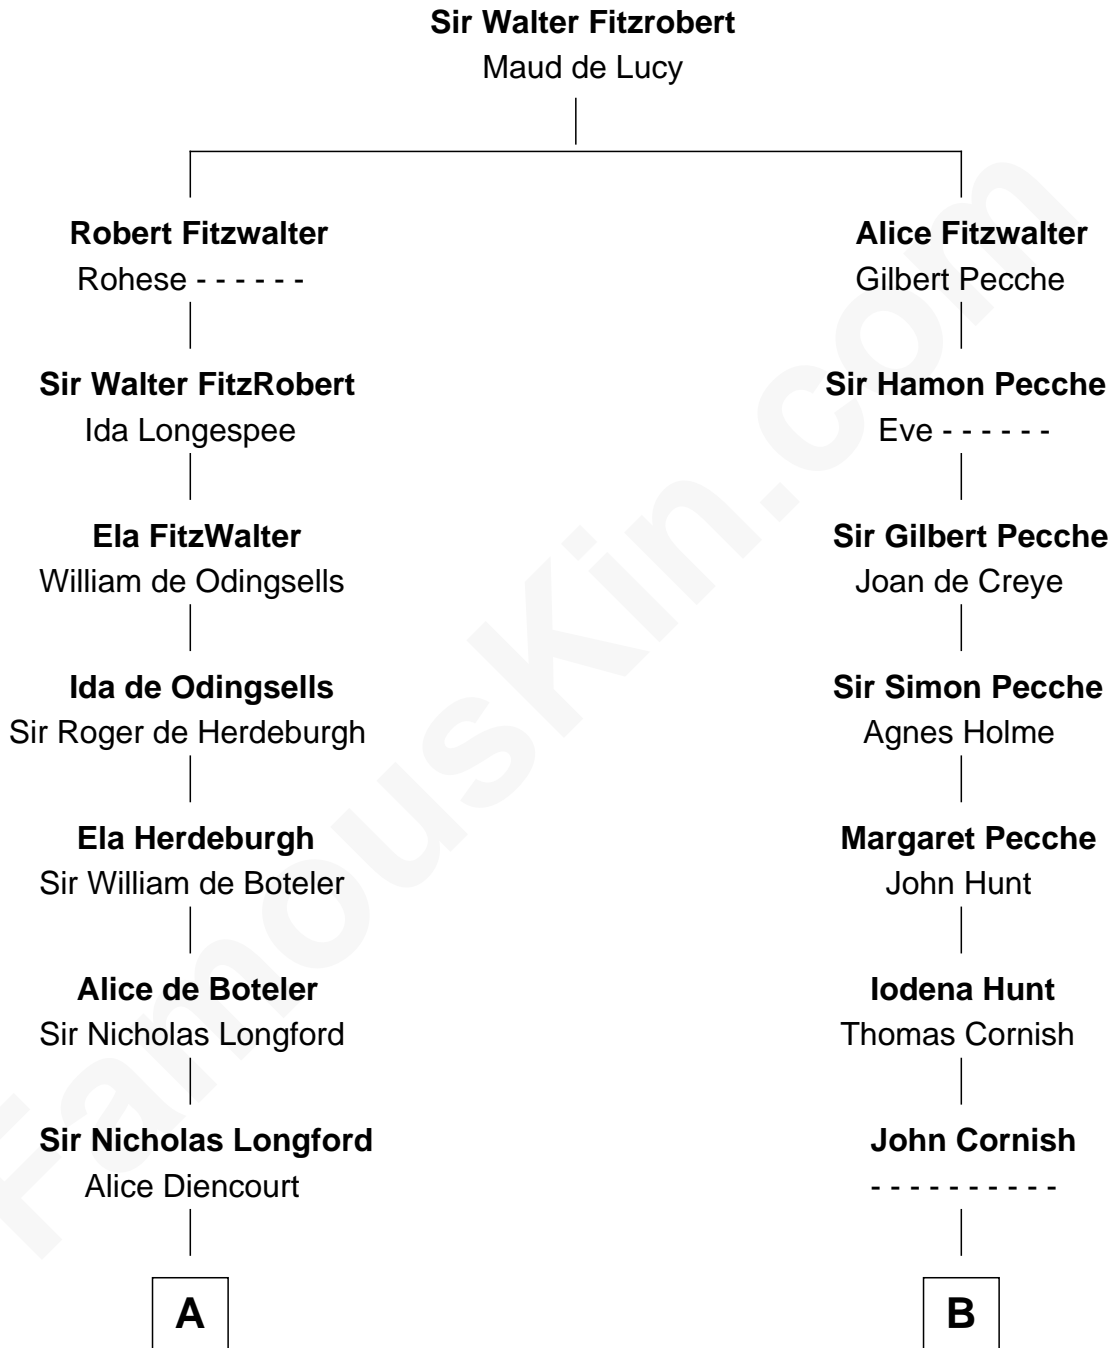 Sir Walter Fitzrobert
Maud de Lucy
Robert Fitzwalter
Rohese - - - - - -
Alice Fitzwalter
Gilbert Pecche
Sir Walter FitzRobert
Ida Longespee
Sir Hamon Pecche
Eve - - - - - -
Ela FitzWalter
William de Odingsells
Sir Gilbert Pecche
Joan de Creye
Ida de Odingsells
Sir Roger de Herdeburgh
Sir Simon Pecche
Agnes Holme
Ela Herdeburgh
Sir William de Boteler
Margaret Pecche
John Hunt
Alice de Boteler
Sir Nicholas Longford
Iodena Hunt
Thomas Cornish
Sir Nicholas Longford
Alice Diencourt
John Cornish
- - - - - - - - - -
A
B
FamousKin.com